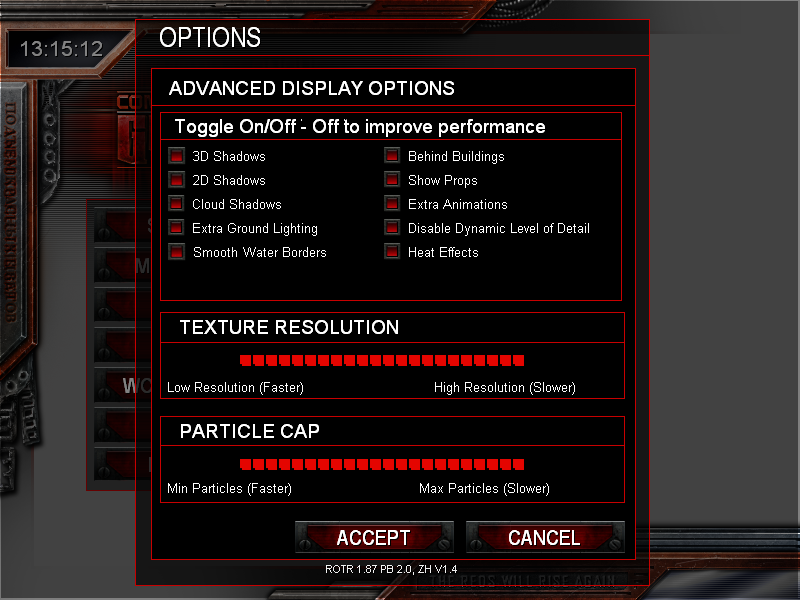 OPTIONS
13:15:12
ADVANCED DISPLAY OPTIONS
Toggle On/Off - Off to improve performance
3D Shadows
Behind Buildings
2D Shadows
Show Props
Cloud Shadows
Extra Animations
Extra Ground Lighting
Disable Dynamic Level of Detail
Smooth Water Borders
Heat Effects
TEXTURE RESOLUTION
Low Resolution (Faster)
High Resolution (Slower)
PARTICLE CAP
Min Particles (Faster)
Max Particles (Slower)
ACCEPT
CANCEL
ROTR 1.87 PB 2.0, ZH V1.4
THE REDS WILL RISE AGAIN